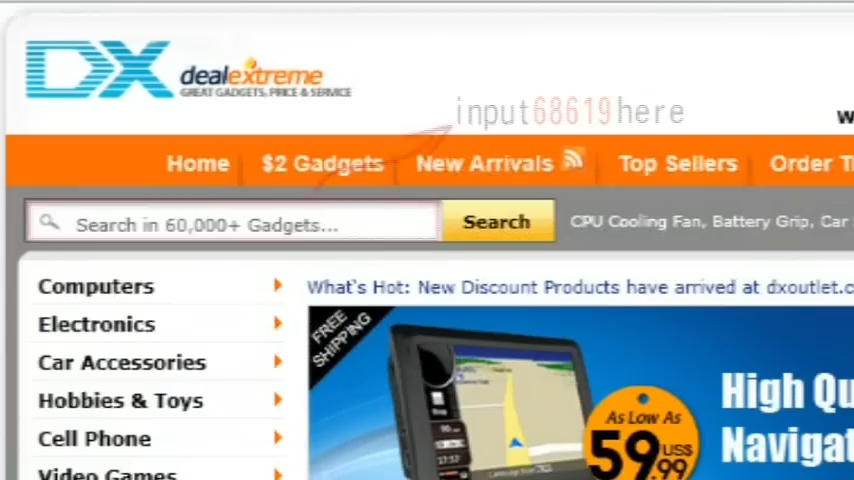 DX
dealextreme
GREAT GADGETS, PRICE & SERVICE
input68619here
Home $2 Gadgets New Arrivals Top Sellers Order
Search in 60,000+ Gadgets... Search CPU Cooling Fan, Battery Grip, Car
Computers
Electronics
Car Accessories
Hobbies & Toys
Cell Phone
Video Games
What's Hot: New Discount Products have arrived at dxoutlet.c
FREE
SHIPPING
As Low As
59.99 US$
High Qu
Navigat